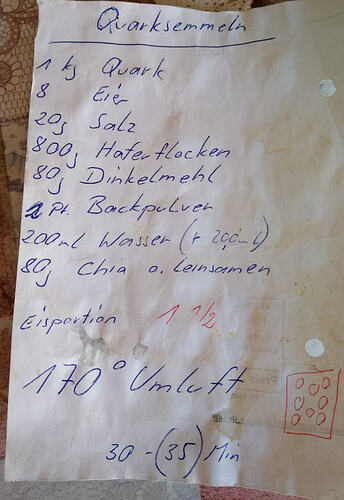 Quarksemmeln
1 kg Quark
8 Eier
20g Salz
800g Haferflocken
80g Dinkelmehl
2 Pk. Backpulver
200ml Wasser (+ 200ml)
80g Chia o. Leinsamen
Eisportion 1 1/2
170° Umluft
30 - (35) Min